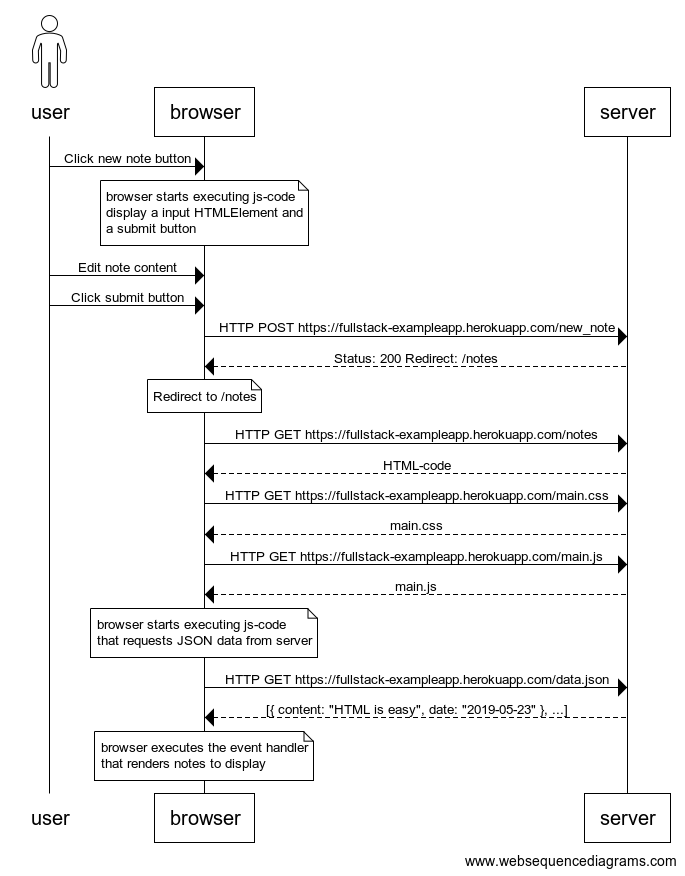 user
browser
server
Click new note button
browser starts executing js-code
display a input HTMLElement and
a submit button
Edit note content
Click submit button
HTTP POST https://fullstack-exampleapp.herokuapp.com/new_note
Status: 200 Redirect: /notes
Redirect to /notes
HTTP GET https://fullstack-exampleapp.herokuapp.com/notes
HTML-code
HTTP GET https://fullstack-exampleapp.herokuapp.com/main.css
main.css
HTTP GET https://fullstack-exampleapp.herokuapp.com/main.js
main.js
browser starts executing js-code
that requests JSON data from server
HTTP GET https://fullstack-exampleapp.herokuapp.com/data.json
[{ content: "HTML is easy", date: "2019-05-23" }, ...]
browser executes the event handler
that renders notes to display
user
browser
server
www.websequencediagrams.com